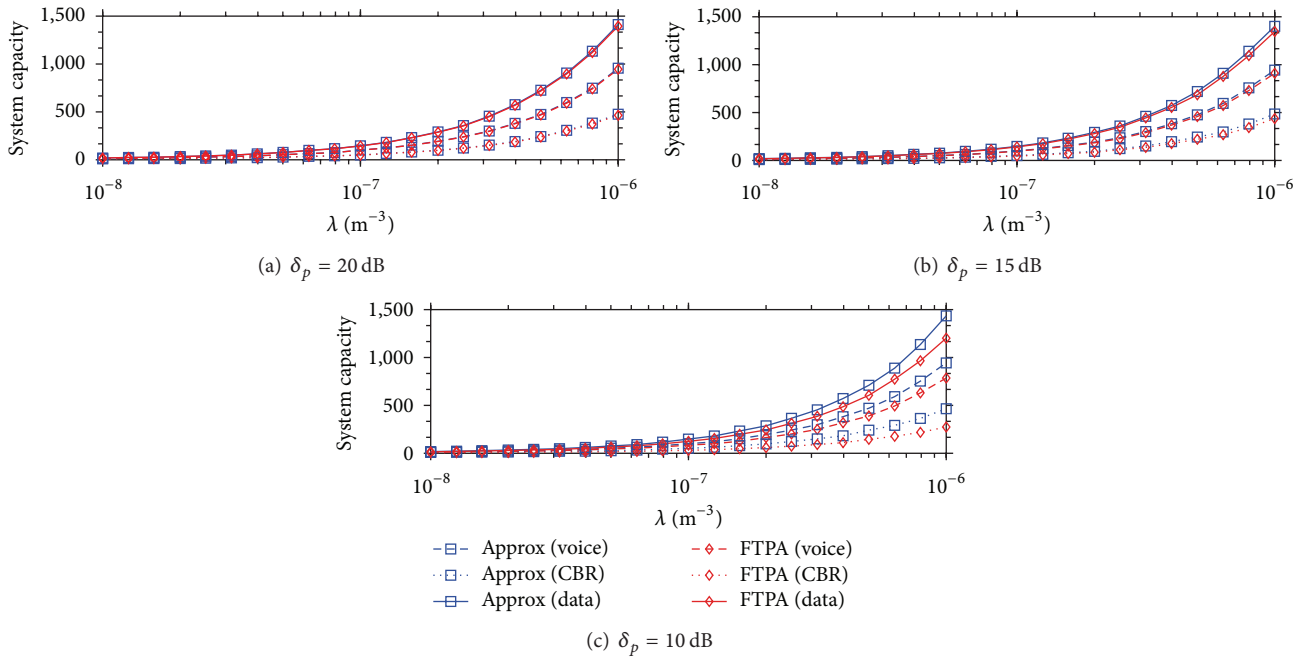 System capacity
1,500
1,000
500
0
10⁻⁸
10⁻⁷
10⁻⁶
λ (m⁻³)
(a) δₚ = 20 dB
System capacity
1,500
1,000
500
0
10⁻⁸
10⁻⁷
10⁻⁶
λ (m⁻³)
(b) δₚ = 15 dB
System capacity
1,500
1,000
500
0
10⁻⁸
10⁻⁷
10⁻⁶
λ (m⁻³)
Approx (voice)
Approx (CBR)
Approx (data)
FTPA (voice)
FTPA (CBR)
FTPA (data)
(c) δₚ = 10 dB